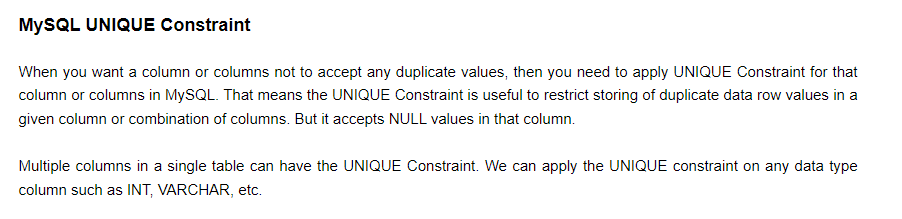 MySQL UNIQUE Constraint
When you want a column or columns not to accept any duplicate values, then you need to apply UNIQUE Constraint for that
column or columns in MySQL. That means the UNIQUE Constraint is useful to restrict storing of duplicate data row values in a
given column or combination of columns. But it accepts NULL values in that column.
Multiple columns in a single table can have the UNIQUE Constraint. We can apply the UNIQUE constraint on any data type
column such as INT, VARCHAR, etc.